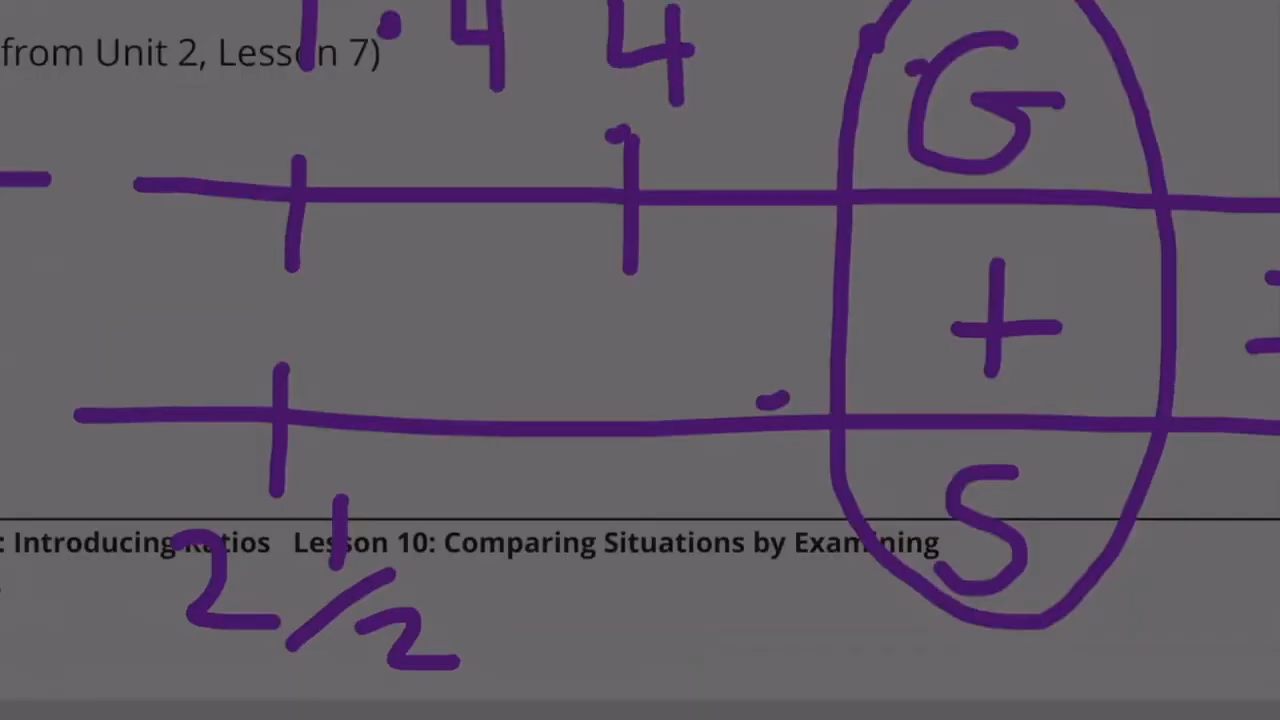 1.4 4 G
from Unit 2, Lesson 7)
+ =
S
: Introducing Ratios Lesson 10: Comparing Situations by Examining
2 1/2